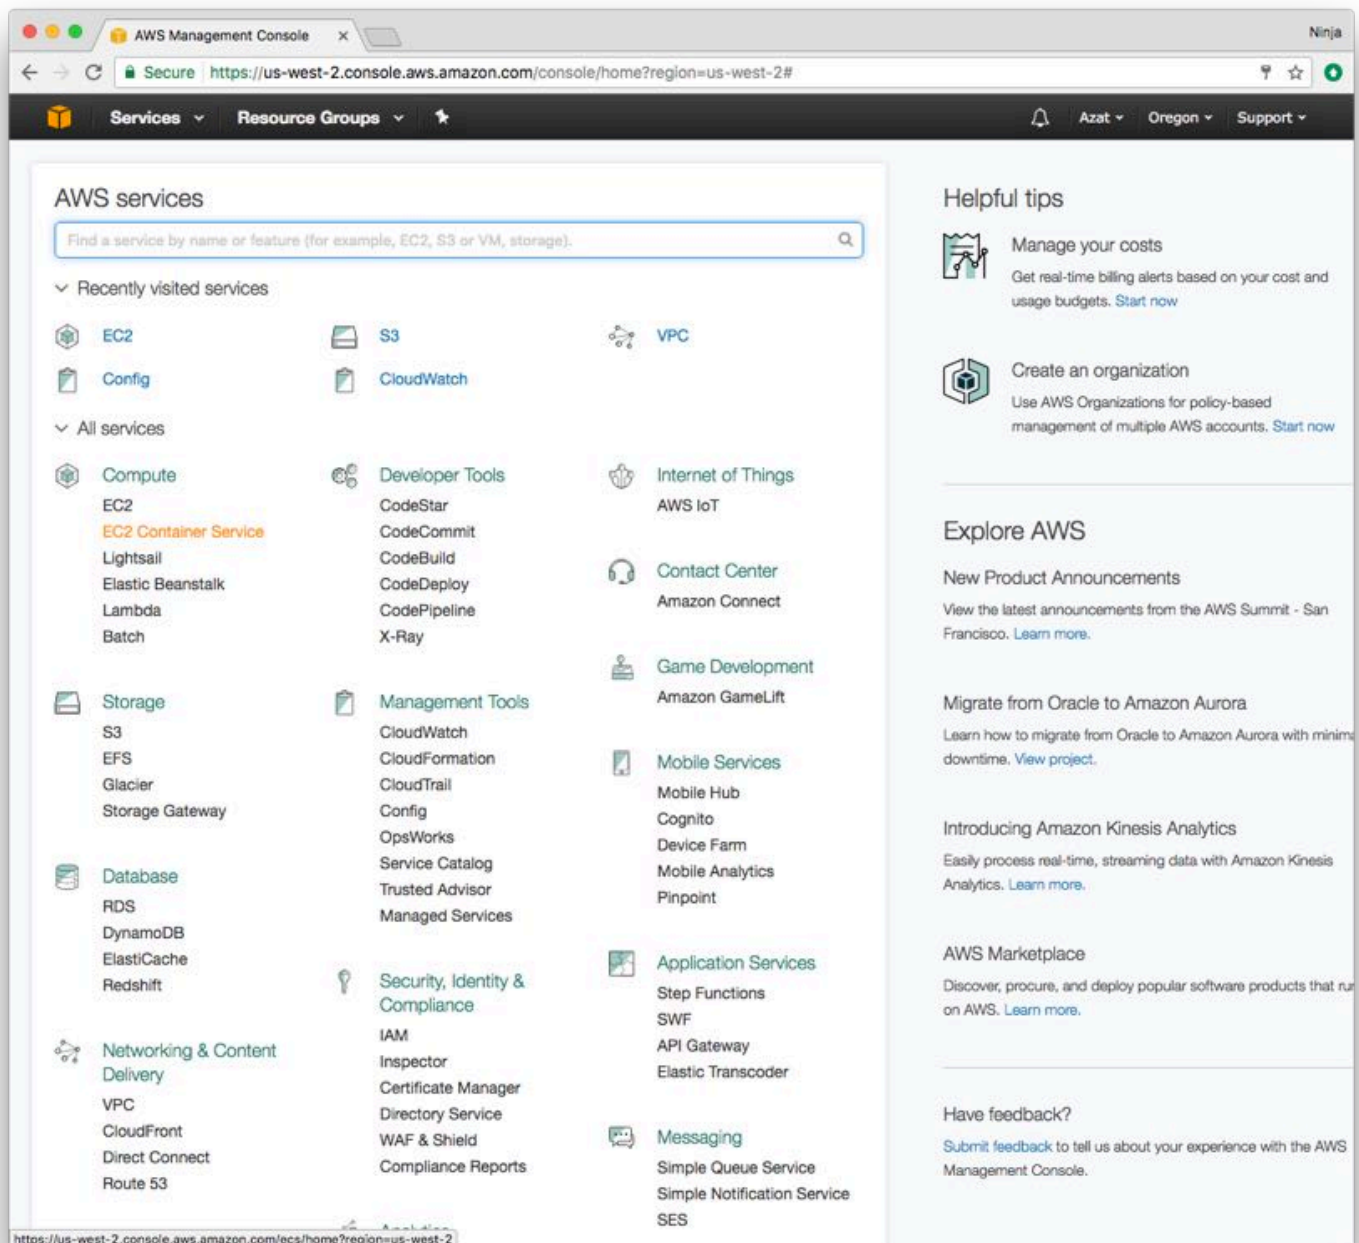 AWS Management Console
Ninja
Secure https://us-west-2.console.aws.amazon.com/console/home?region=us-west-2#
Services Resource Groups Azat Oregon Support
AWS services
Find a service by name or feature (for example, EC2, S3 or VM, storage).
Recently visited services
EC2
S3
VPC
Config
CloudWatch
All services
Compute
EC2
EC2 Container Service
Lightsail
Elastic Beanstalk
Lambda
Batch
Storage
S3
EFS
Glacier
Storage Gateway
Database
RDS
DynamoDB
ElastiCache
Redshift
Networking & Content
Delivery
VPC
CloudFront
Direct Connect
Route 53
Developer Tools
CodeStar
CodeCommit
CodeBuild
CodeDeploy
CodePipeline
X-Ray
Management Tools
CloudWatch
CloudFormation
CloudTrail
Config
OpsWorks
Service Catalog
Trusted Advisor
Managed Services
Security, Identity &
Compliance
IAM
Inspector
Certificate Manager
Directory Service
WAF & Shield
Compliance Reports
Internet of Things
AWS IoT
Contact Center
Amazon Connect
Game Development
Amazon GameLift
Mobile Services
Mobile Hub
Cognito
Device Farm
Mobile Analytics
Pinpoint
Application Services
Step Functions
SWF
API Gateway
Elastic Transcoder
Messaging
Simple Queue Service
Simple Notification Service
SES
Helpful tips
Manage your costs
Get real-time billing alerts based on your cost and
usage budgets. Start now
Create an organization
Use AWS Organizations for policy-based
management of multiple AWS accounts. Start now
Explore AWS
New Product Announcements
View the latest announcements from the AWS Summit - San
Francisco. Learn more.
Migrate from Oracle to Amazon Aurora
Learn how to migrate from Oracle to Amazon Aurora with minima
downtime. View project.
Introducing Amazon Kinesis Analytics
Easily process real-time, streaming data with Amazon Kinesis
Analytics. Learn more.
AWS Marketplace
Discover, procure, and deploy popular software products that run
on AWS. Learn more.
Have feedback?
Submit feedback to tell us about your experience with the AWS
Management Console.
https://us-west-2.console.aws.amazon.com/ecs/home?region=us-west-2